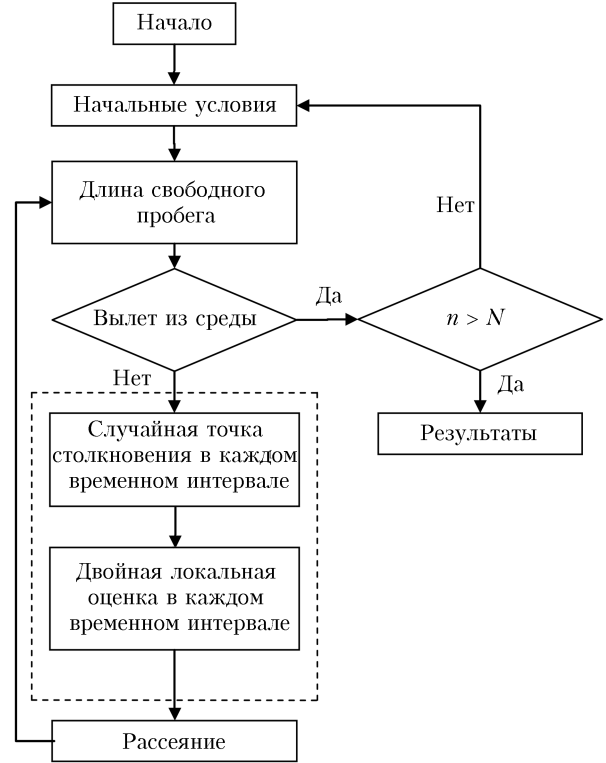 Начало
Начальные условия
Длина свободного
пробега
Нет
Вылет из среды
Да
n > N
Нет
Да
Случайная точка
столкновения в каждом
временном интервале
Результаты
Двойная локальная
оценка в каждом
временном интервале
Рассеяние